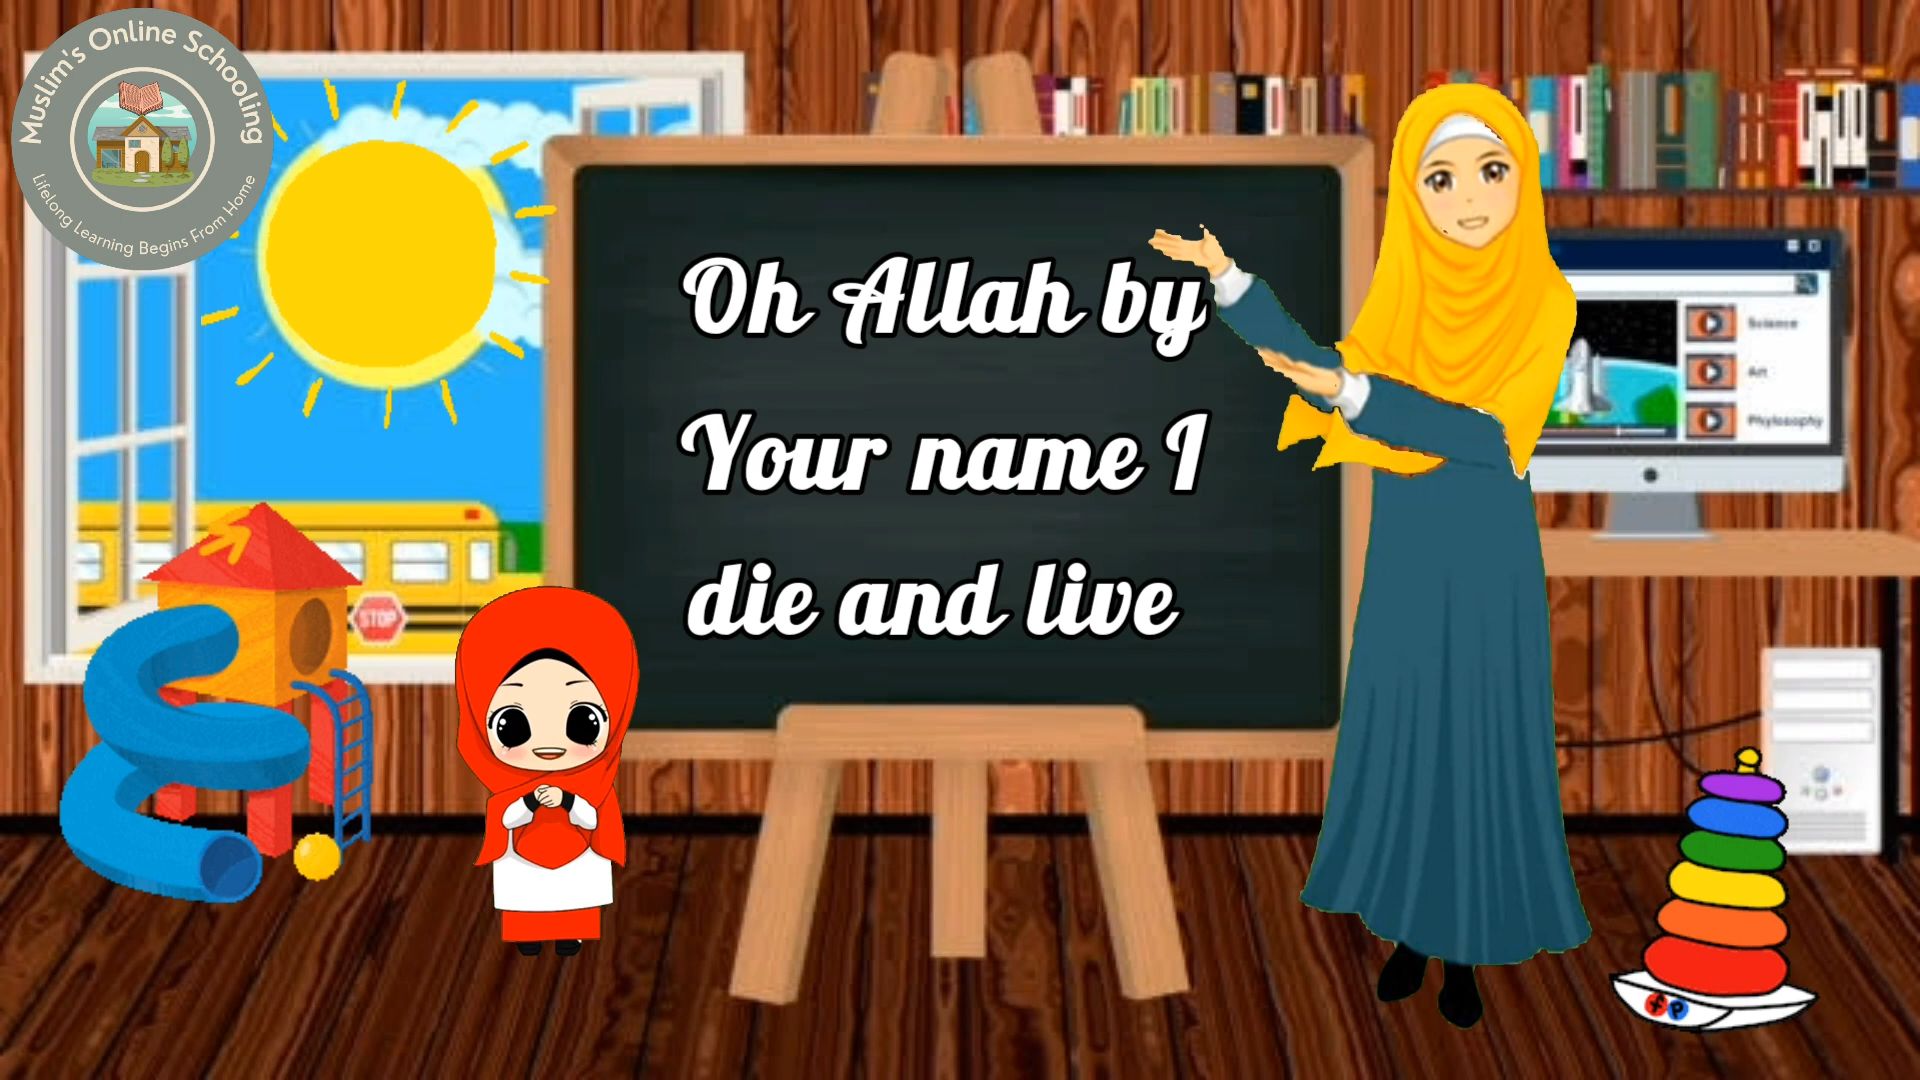 Muslim's Online Schooling
Lifelong Learning Begins From Home
Oh Allah by
Your name I
die and live
Science
Art
Phylosophy
STOP
f P